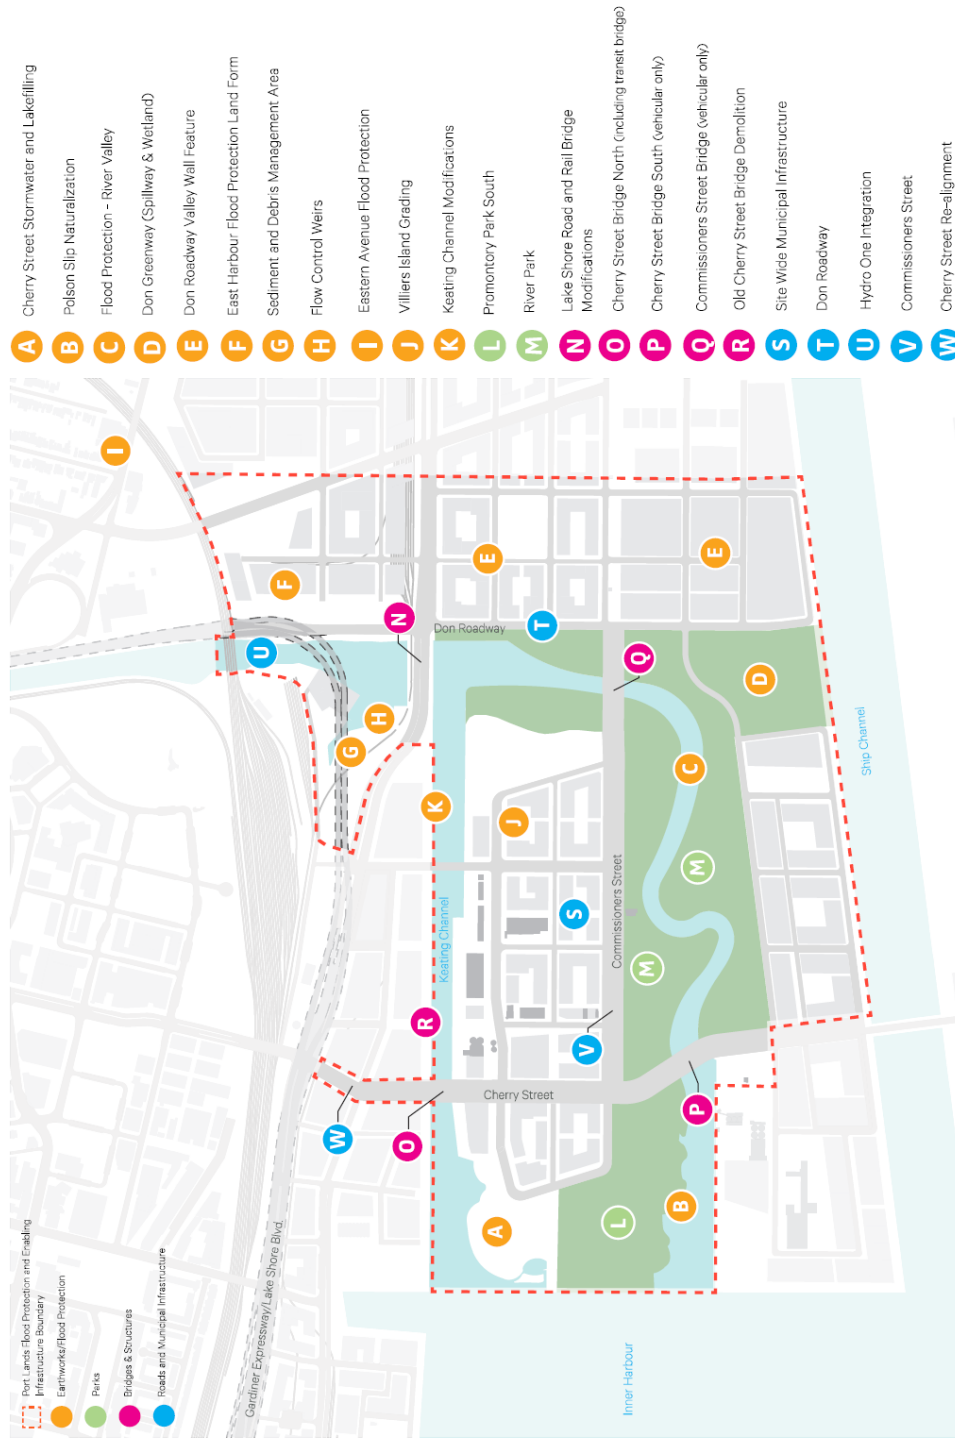 Port Lands Flood Protection and Enabling
Infrastructure Boundary
Earthworks/Flood Protection
Parks
Bridges & Structures
Roads and Municipal Infrastructure
Gardiner Expressway/Lake Shore Blvd.
Inner Harbour
Keating Channel
Cherry Street
Commissioners Street
Don Roadway
Ship Channel
I
F
U
N
E
E
T
Q
D
H
G
K
J
C
M
S
M
R
V
W
O
P
A
L
B
A Cherry Street Stormwater and Lakefilling
B Polson Slip Naturalization
C Flood Protection - River Valley
D Don Greenway (Spillway & Wetland)
E Don Roadway Valley Wall Feature
F East Harbour Flood Protection Land Form
G Sediment and Debris Management Area
H Flow Control Weirs
I Eastern Avenue Flood Protection
J Villiers Island Grading
K Keating Channel Modifications
L Promontory Park South
M River Park
N Lake Shore Road and Rail Bridge
Modifications
O Cherry Street Bridge North (including transit bridge)
P Cherry Street Bridge South (vehicular only)
Q Commissioners Street Bridge (vehicular only)
R Old Cherry Street Bridge Demolition
S Site Wide Municipal Infrastructure
T Don Roadway
U Hydro One Integration
V Commissioners Street
W Cherry Street Re-alignment